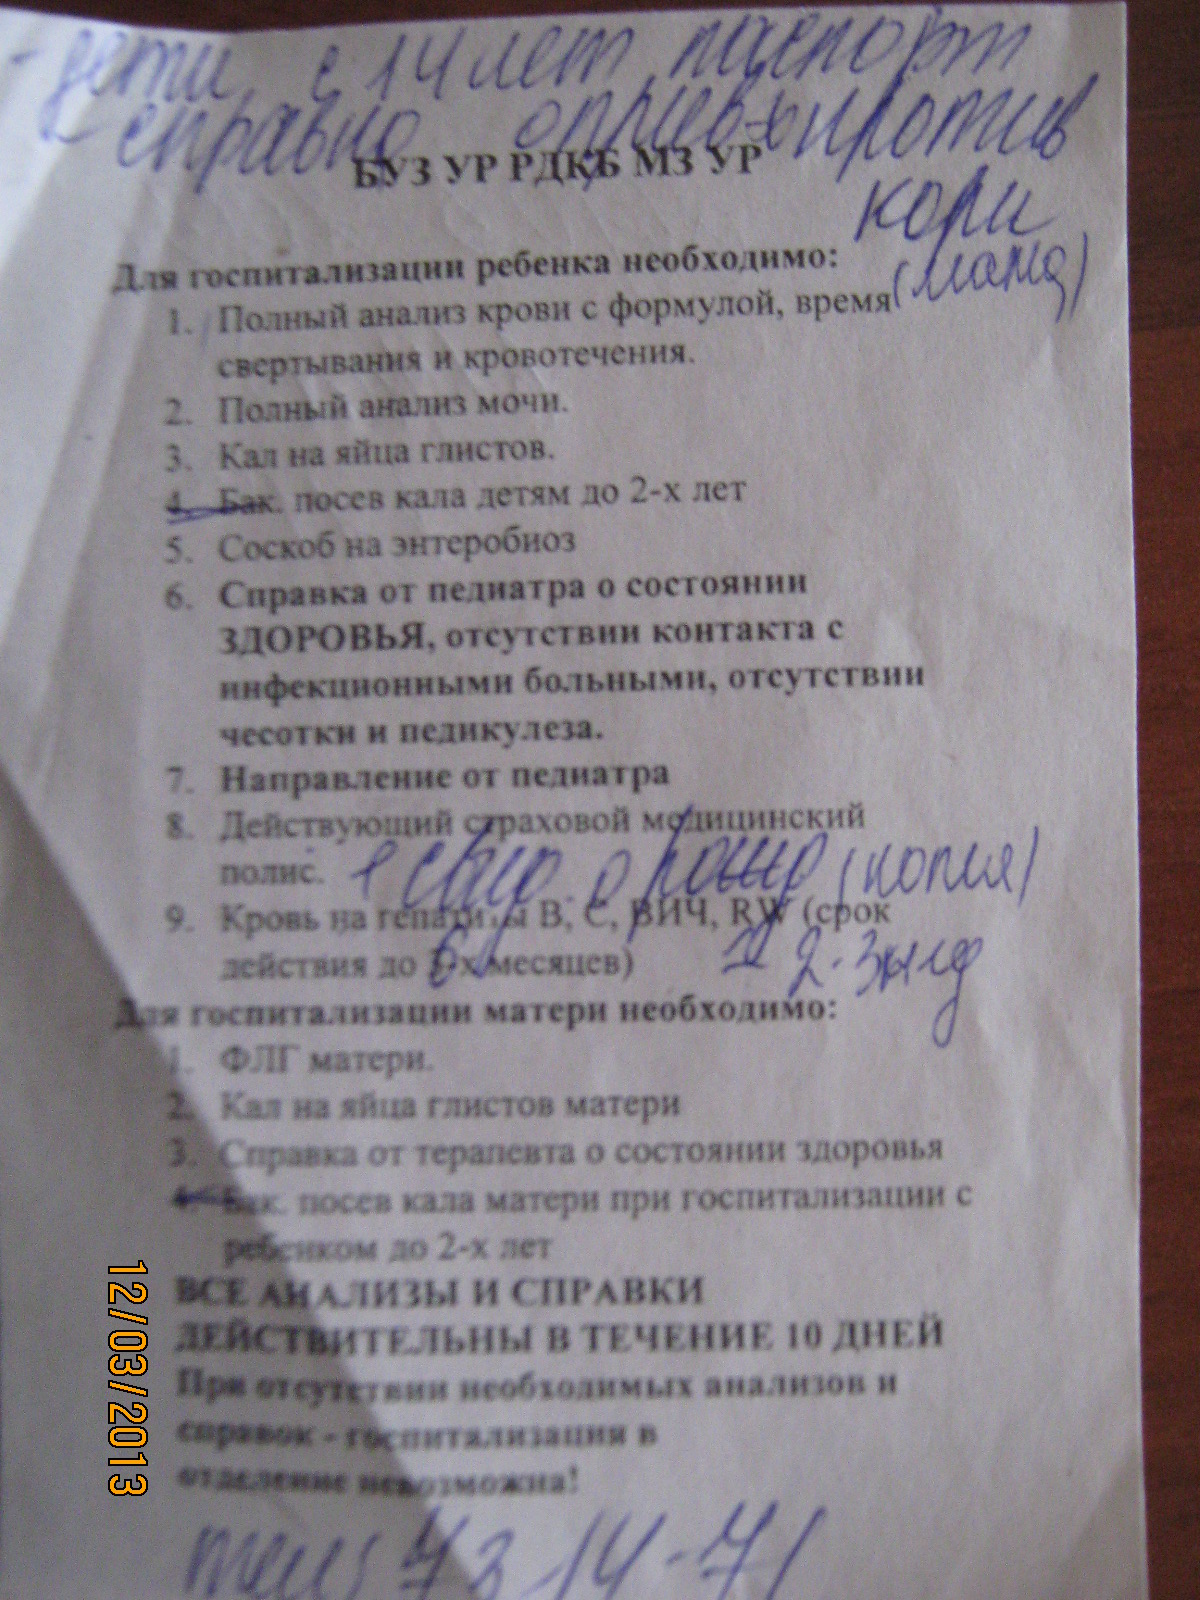 - дети с 14 лет паспорт
- справка о привив. против
БУЗ УР РДКБ МЗ УР
кори
(мама)
Для госпитализации ребенка необходимо:
1. Полный анализ крови с формулой, время
свертывания и кровотечения.
2. Полный анализ мочи.
3. Кал на яйца глистов.
4. Бак. посев кала детям до 2-х лет
5. Соскоб на энтеробиоз
6. Справка от педиатра о состоянии
ЗДОРОВЬЯ, отсутствии контакта с
инфекционными больными, отсутствии
чесотки и педикулеза.
7. Направление от педиатра
8. Действующий страховой медицинский
полис. свид. о рожд (копия)
9. Кровь на гепатиты В, С, ВИЧ, RW (срок
действия до 6 месяцев)
Для госпитализации матери необходимо:
1. ФЛГ матери.
2. Кал на яйца глистов матери
3. Справка от терапевта о состоянии здоровья
4. Бак. посев кала матери при госпитализации с
ребенком до 2-х лет
ВСЕ АНАЛИЗЫ И СПРАВКИ
ДЕЙСТВИТЕЛЬНЫ В ТЕЧЕНИЕ 10 ДНЕЙ
При отсутствии необходимых анализов и
справок - госпитализация в
отделение невозможна!
12/03/2013